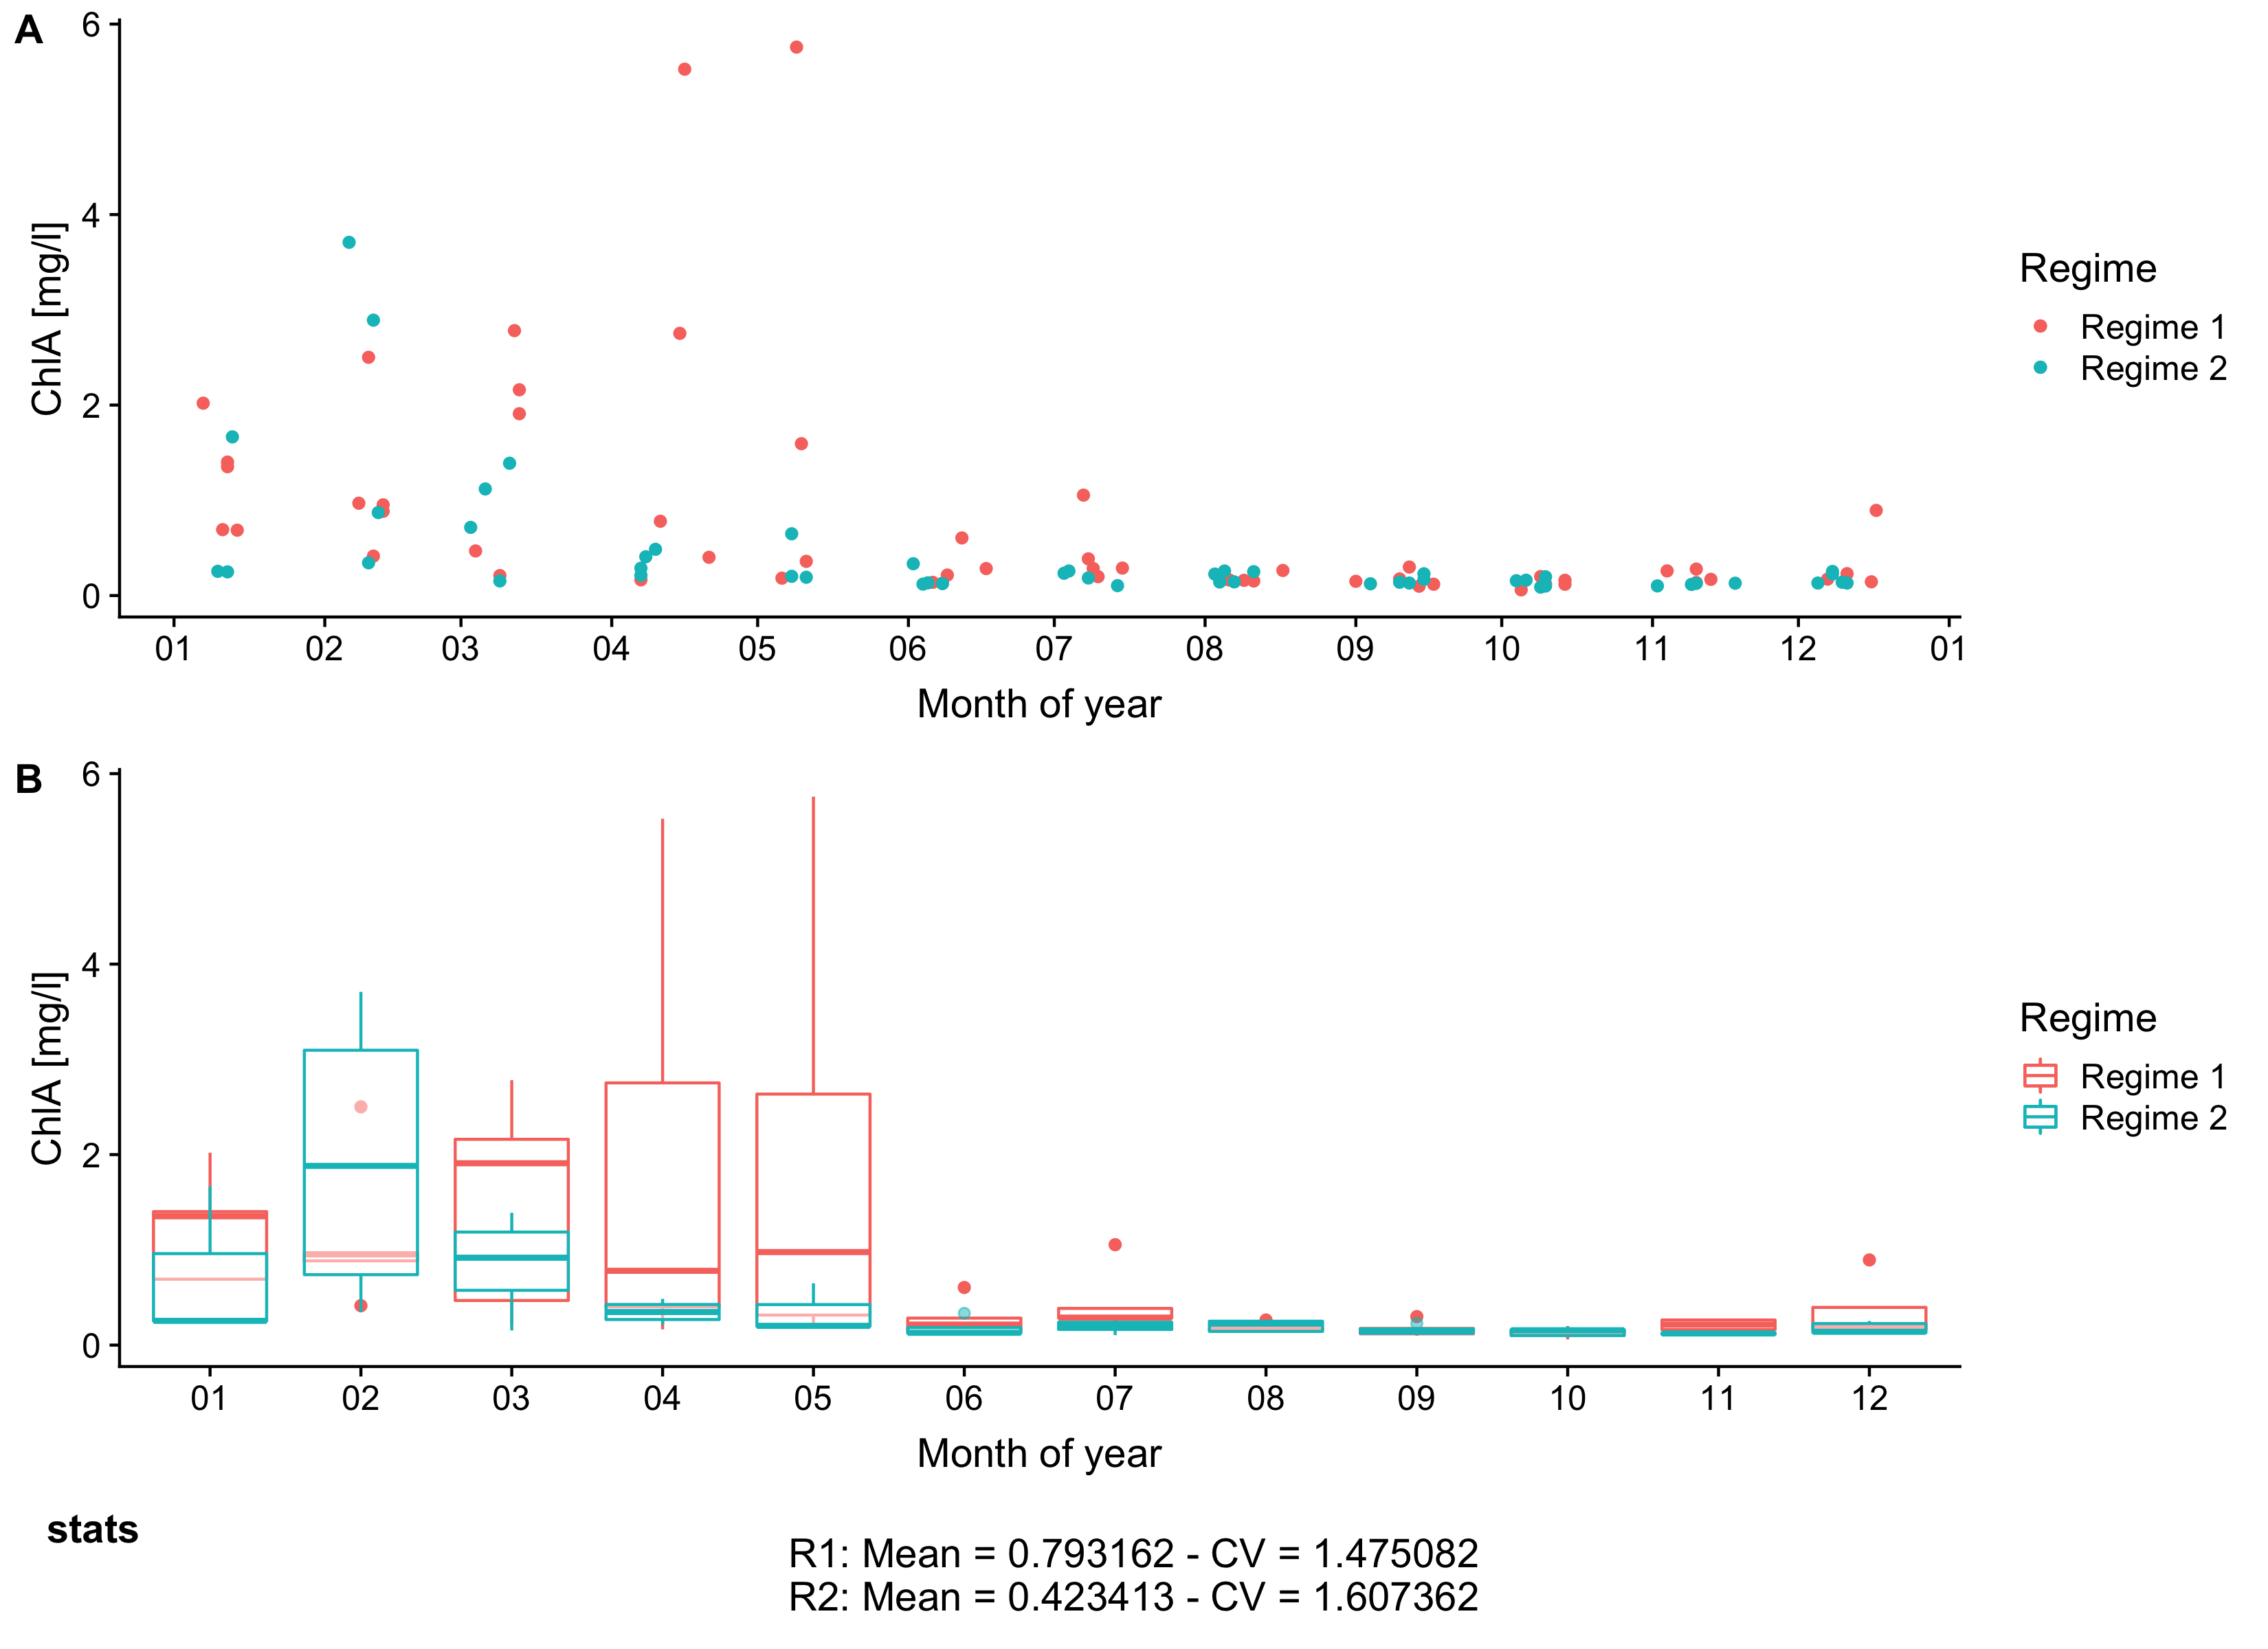 A
6
4
2
0
ChlA [mg/l]
01 02 03 04 05 06 07 08 09 10 11 12 01
Month of year
Regime
Regime 1
Regime 2
B
6
4
2
0
ChlA [mg/l]
01 02 03 04 05 06 07 08 09 10 11 12
Month of year
Regime
Regime 1
Regime 2
stats
R1: Mean = 0.793162 - CV = 1.475082
R2: Mean = 0.423413 - CV = 1.607362